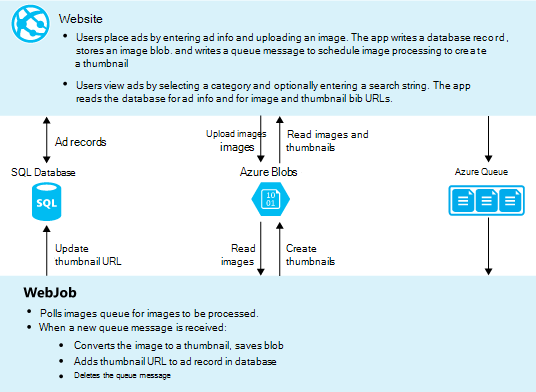 Website
• Users place ads by entering ad info and uploading an image. The app writes a database record,
stores an image blob. and writes a queue message to schedule image processing to create
a thumbnail
• Users view ads by selecting a category and optionally entering a search string. The app
reads the database for ad info and for image and thumbnail bib URLs.
Ad records
Upload images
images
Read images and
thumbnails
SQL Database
Azure Blobs
Azure Queue
SQL
10
01
Update
thumbnail URL
Read
images
Create
thumbnails
WebJob
• Polls images queue for images to be processed.
• When a new queue message is received:
• Converts the image to a thumbnail, saves blob
• Adds thumbnail URL to ad record in database
• Deletes the queue message